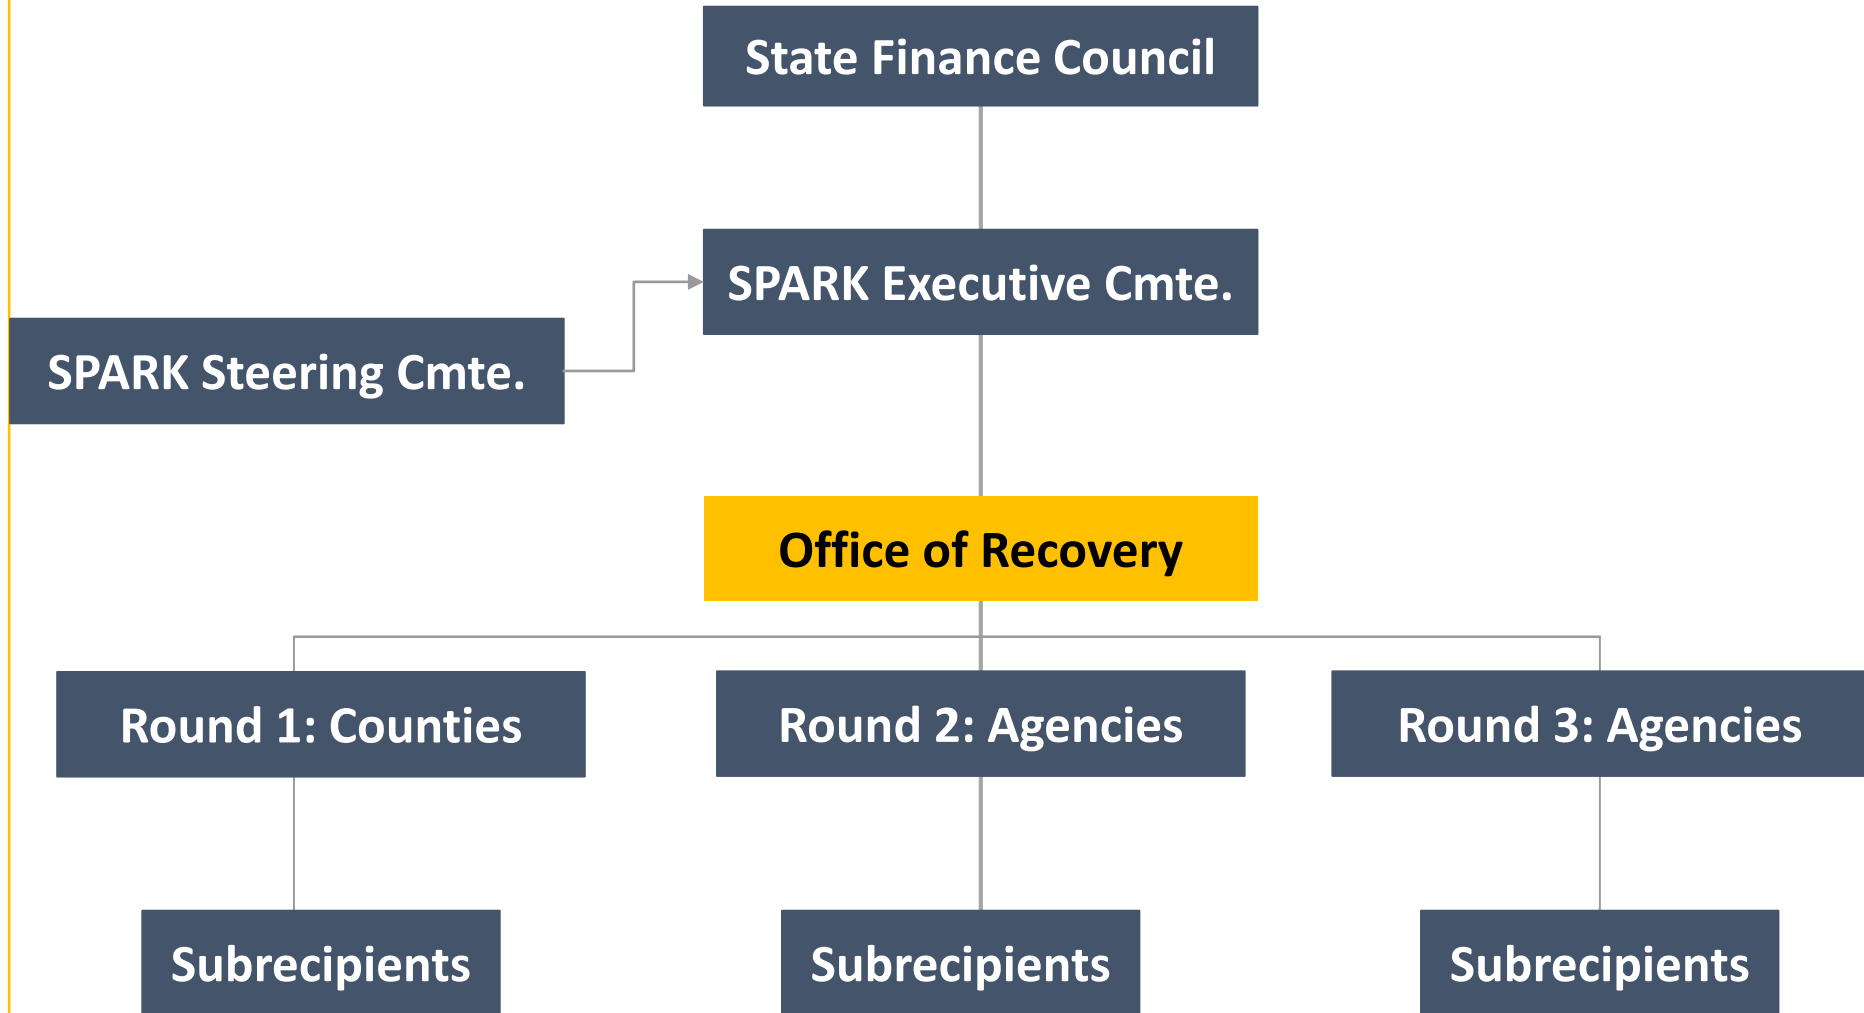 State Finance Council
SPARK Executive Cmte.
SPARK Steering Cmte.
Office of Recovery
Round 1: Counties
Round 2: Agencies
Round 3: Agencies
Subrecipients
Subrecipients
Subrecipients